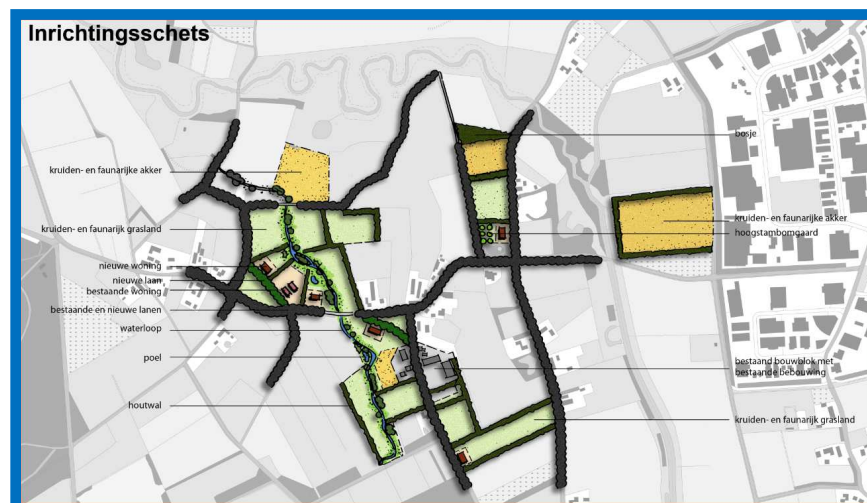 Inrichtingsschets
kruiden- en faunarijke akker
kruiden- en faunarijk grasland
nieuwe woning
nieuwe laan
bestaande woning
bestaande en nieuwe lanen
waterloop
poel
houtwal
bosje
kruiden- en faunarijke akker
hoogstambomgaard
bestaand bouwblok met
bestaande bebouwing
kruiden- en faunarijk grasland